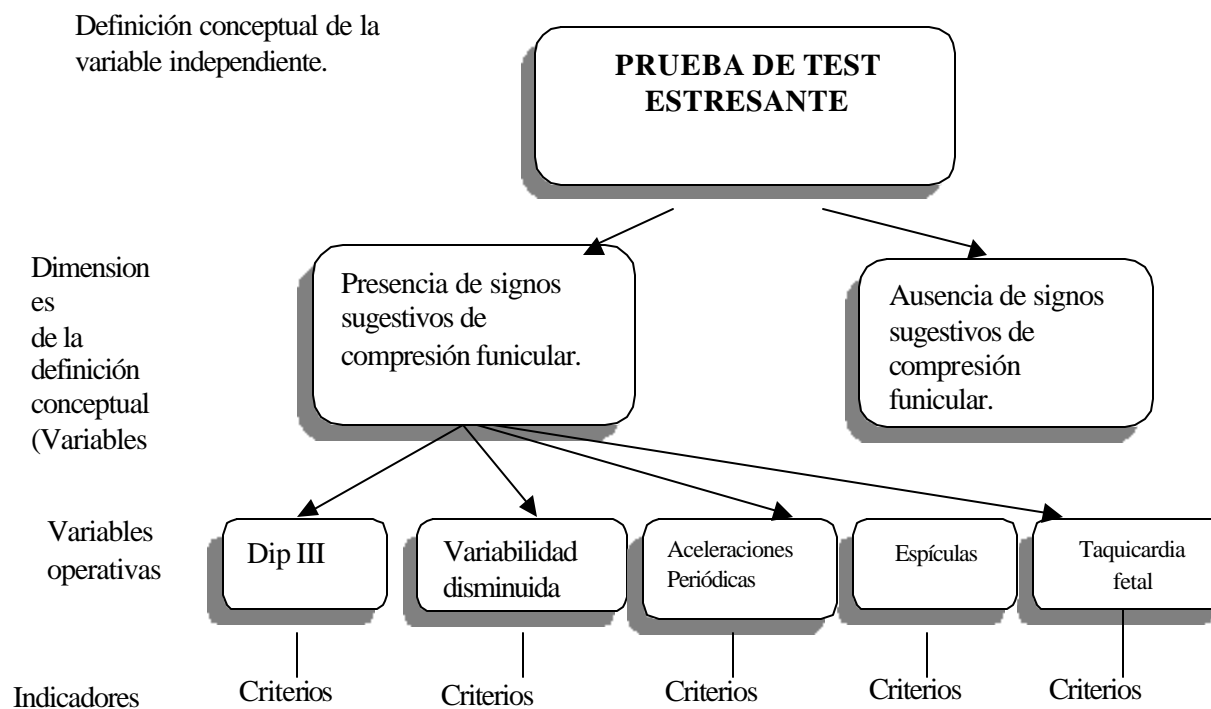 Definición conceptual de la
variable independiente.
PRUEBA DE TEST
ESTRESANTE
Dimension
es
de la
definición
conceptual
(Variables
Presencia de signos
sugestivos de
compresión funicular.
Ausencia de signos
sugestivos de
compresión
funicular.
Variables
operativas
Dip III
Variabilidad
disminuida
Aceleraciones
Periódicas
Espículas
Taquicardia
fetal
Indicadores
Criterios
Criterios
Criterios
Criterios
Criterios